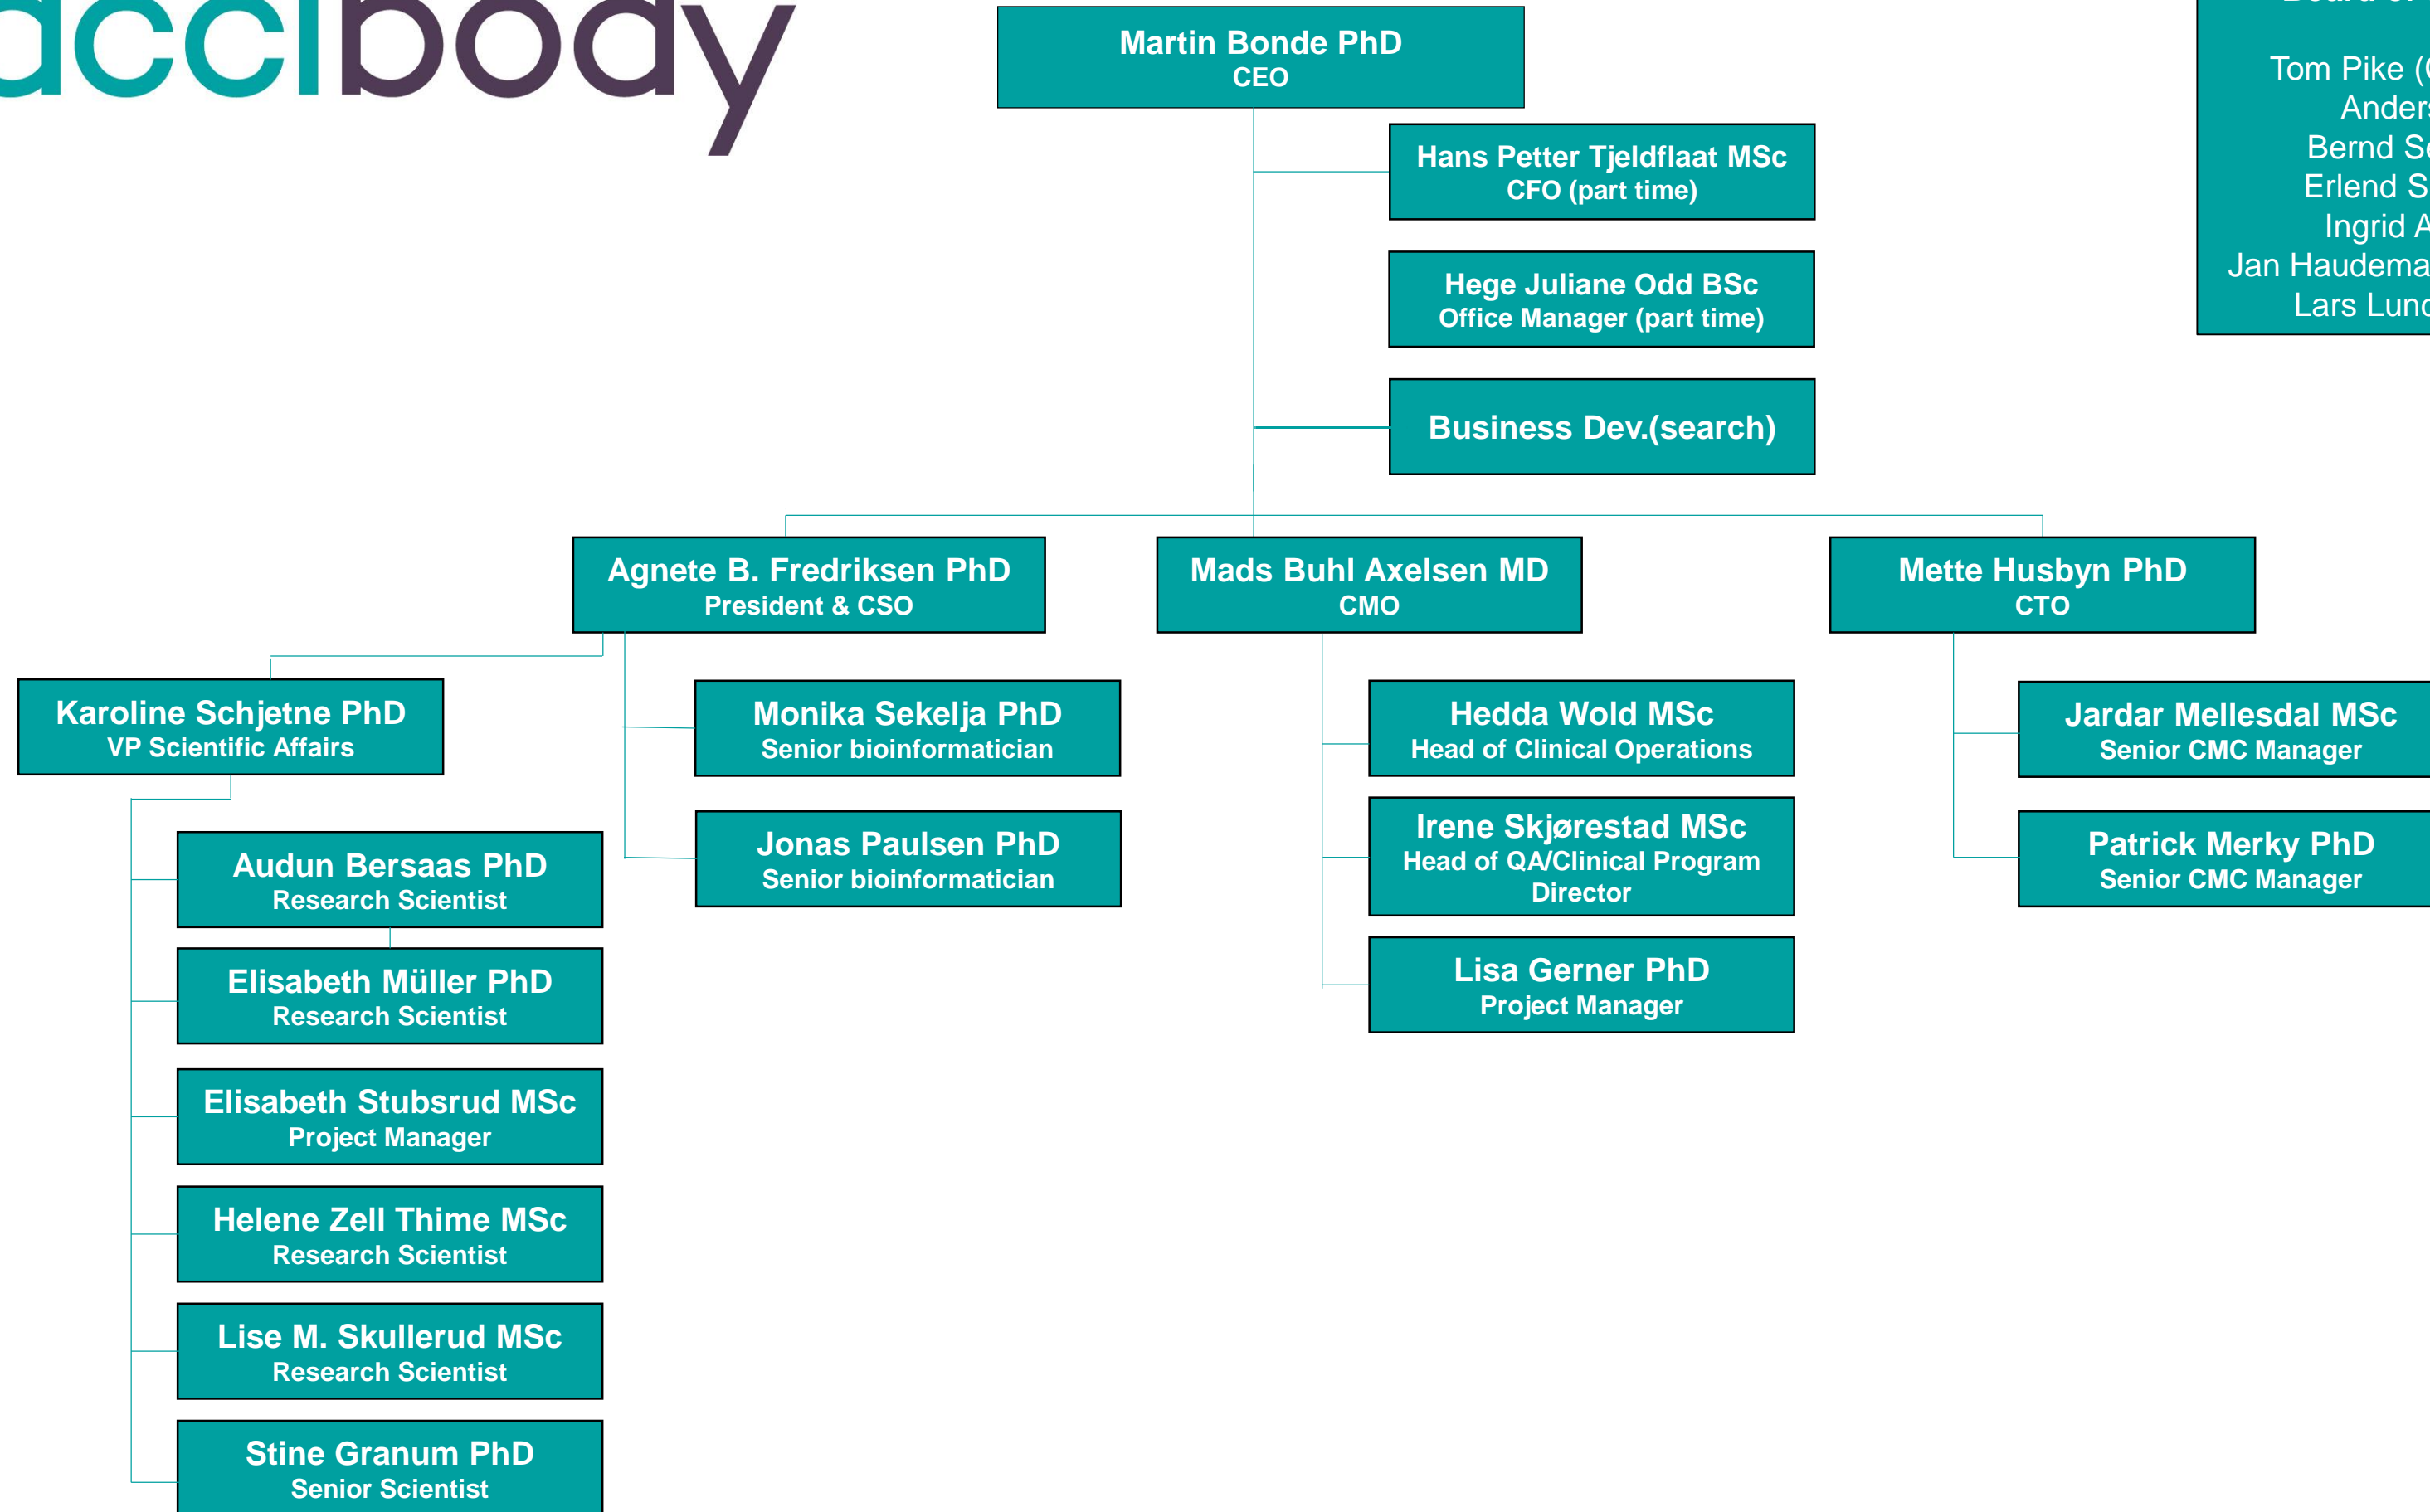 accibody
Martin Bonde PhD
CEO
Tom Pike
Bernd
Erlend
Ingrid
Jan
Lars
Hans Petter Tjeldflaat MSc
CFO (part time)
Hege Juliane Odd BSc
Office Manager (part time)
Business Dev.(search)
Agnete B. Fredriksen PhD
President & CSO
Mads Buhl Axelsen MD
CMO
Mette Husbyn PhD
CTO
Karoline Schjetne PhD
VP Scientific Affairs
Audun Bersaas PhD
Research Scientist
Elisabeth Müller PhD
Research Scientist
Elisabeth Stubsrud MSc
Project Manager
Helene Zell Thime MSc
Research Scientist
Lise M. Skullerud MSc
Research Scientist
Stine Granum PhD
Senior Scientist
Monika Sekelja PhD
Senior bioinformatician
Jonas Paulsen PhD
Senior bioinformatician
Hedda Wold MSc
Head of Clinical Operations
Irene Skjørestad MSc
Head of QA/Clinical Program
Director
Lisa Gerner PhD
Project Manager
Jardar Mellesdal MSc
Senior CMC Manager
Patrick Merky PhD
Senior CMC Manager